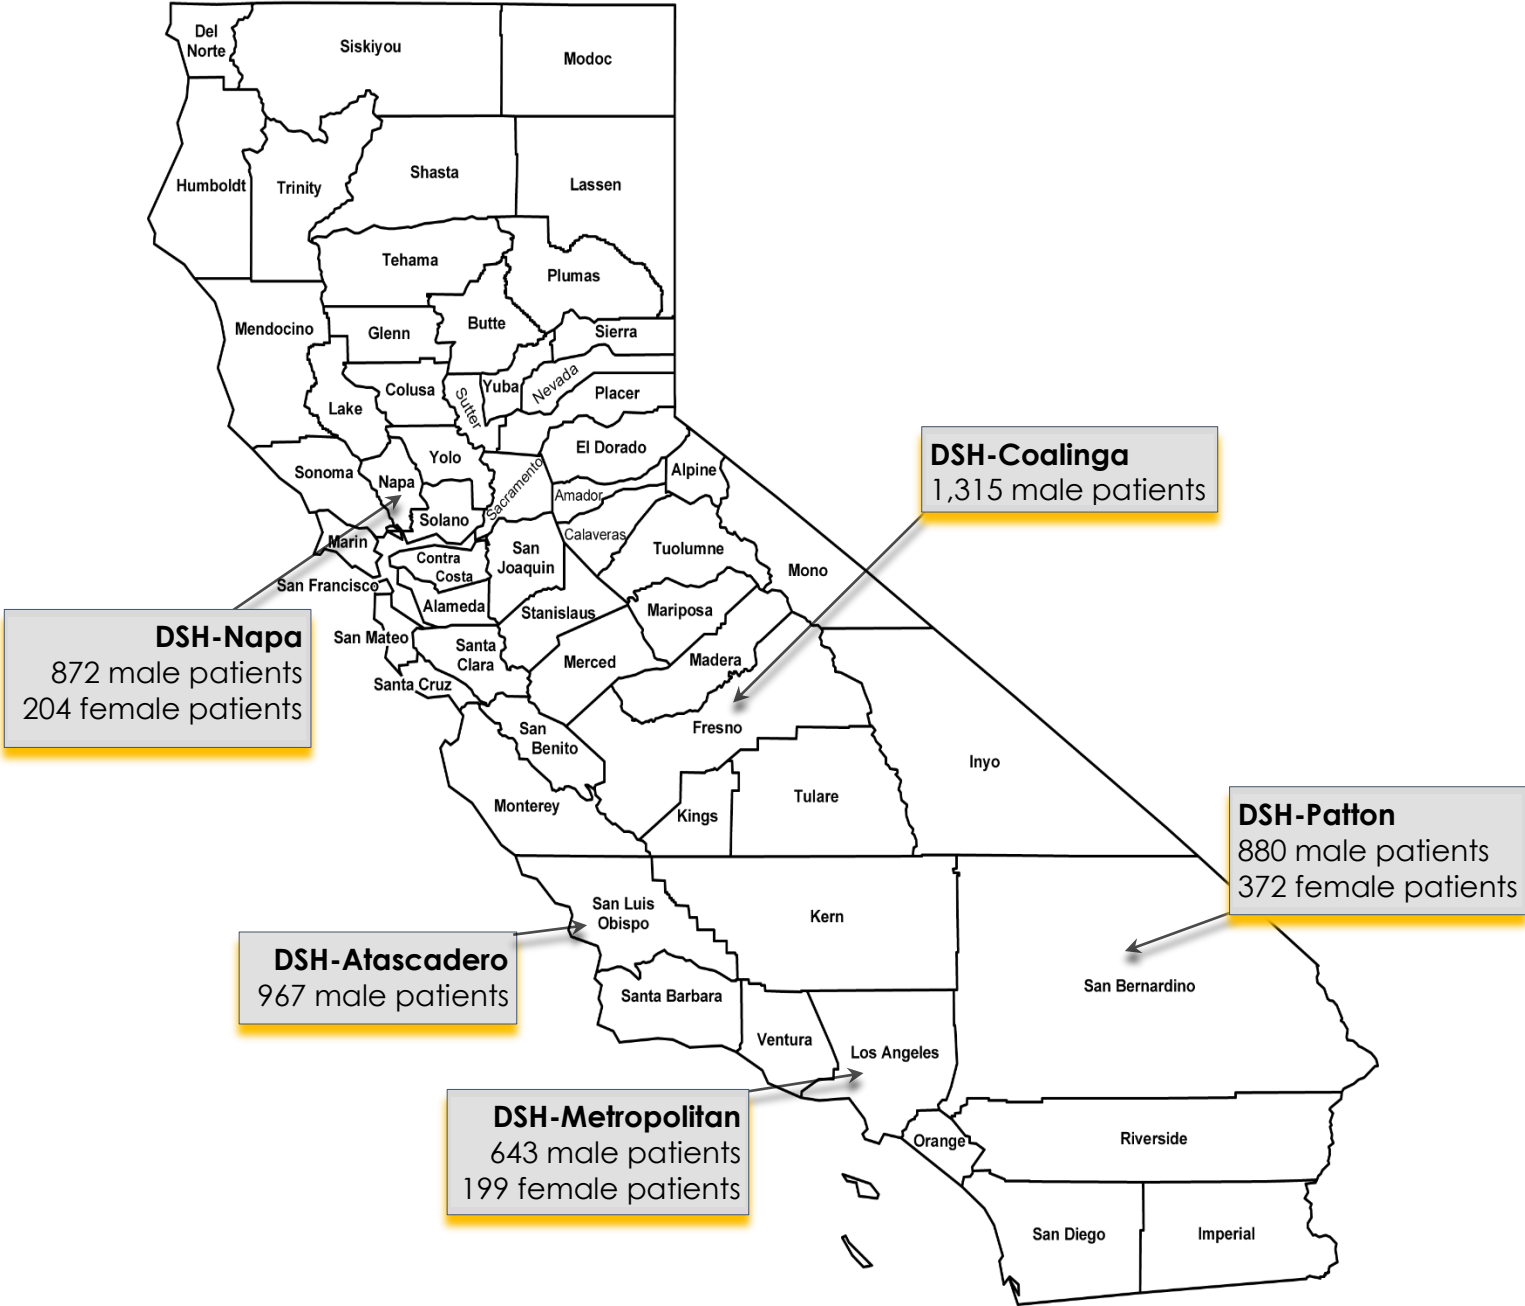 Del
Norte
Siskiyou
Modoc
Humboldt
Trinity
Shasta
Lassen
Tehama
Plumas
Mendocino
Glenn
Butte
Sierra
Lake
Colusa
Sutter
Yuba
Nevada
Placer
Sonoma
Napa
Yolo
Sacramento
El Dorado
Alpine
Amador
Solano
Calaveras
Marin
Contra
Costa
San
Joaquin
Tuolumne
Mono
San Francisco
Alameda
Stanislaus
Mariposa
San Mateo
Santa
Clara
Merced
Madera
Santa Cruz
Fresno
San
Benito
Monterey
Kings
Tulare
Inyo
San Luis
Obispo
Kern
San Bernardino
Santa Barbara
Ventura
Los Angeles
Orange
Riverside
San Diego
Imperial
DSH-Coalinga
1,315 male patients
DSH-Napa
872 male patients
204 female patients
DSH-Patton
880 male patients
372 female patients
DSH-Atascadero
967 male patients
DSH-Metropolitan
643 male patients
199 female patients